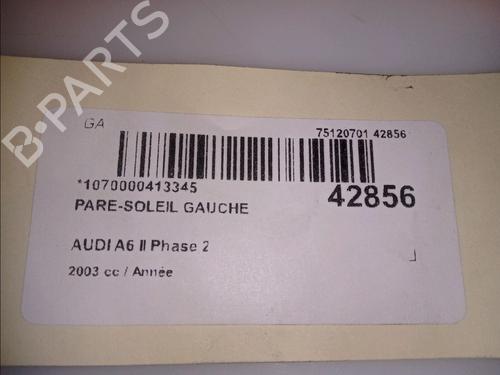 B-PARTS
GA
75120701 42856
*1070000413345
42856
PARE-SOLEIL GAUCHE
AUDI A6 II Phase 2
2003 cc / Année